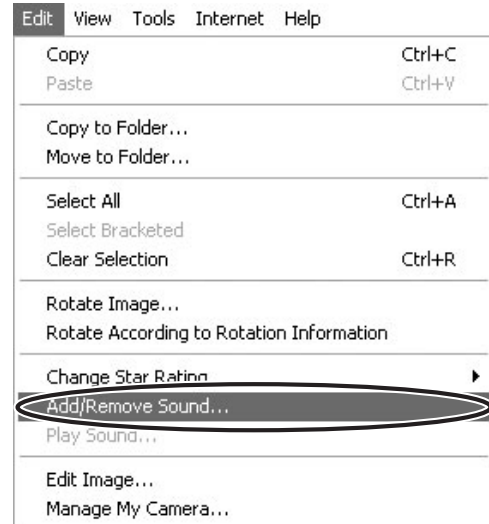 Edit View Tools Internet Help
Copy Ctrl+C
Paste Ctrl+V
Copy to Folder...
Move to Folder...
Select All Ctrl+A
Select Bracketed
Clear Selection Ctrl+R
Rotate Image...
Rotate According to Rotation Information
Change Star Rating
Add/Remove Sound...
Play Sound...
Edit Image...
Manage My Camera...